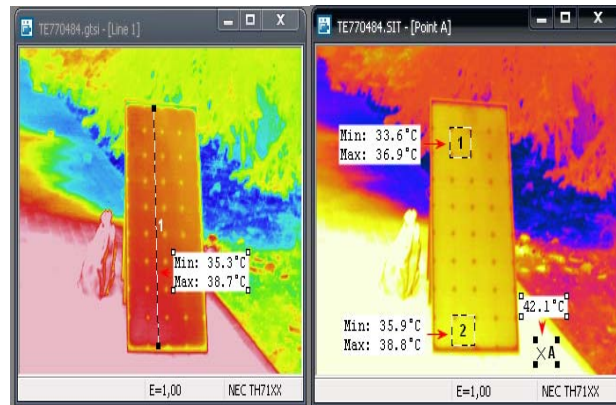 TE770484.gtsi - [Line 1]
1
Min: 35.3°C
Max: 38.7°C
E=1,00 NEC TH71XX
TE770484.SIT - [Point A]
Min: 33.6°C
Max: 36.9°C
1
42.1°C
Min: 35.9°C
Max: 38.8°C
2
A
E=1,00 NEC TH71XX